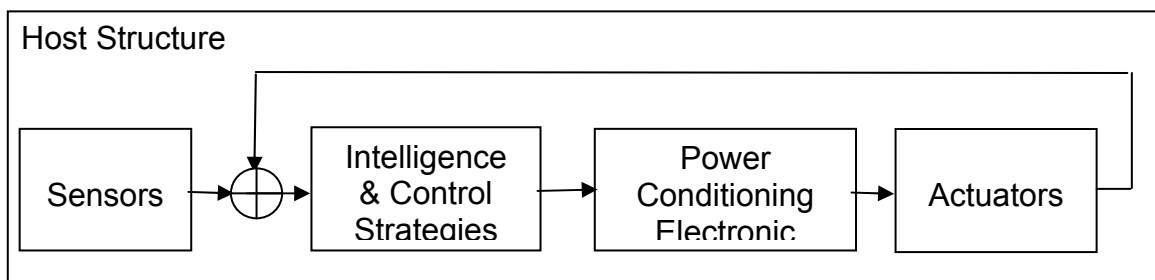 Host Structure
Sensors
Intelligence
& Control
Strategies
Power
Conditioning
Electronic
Actuators